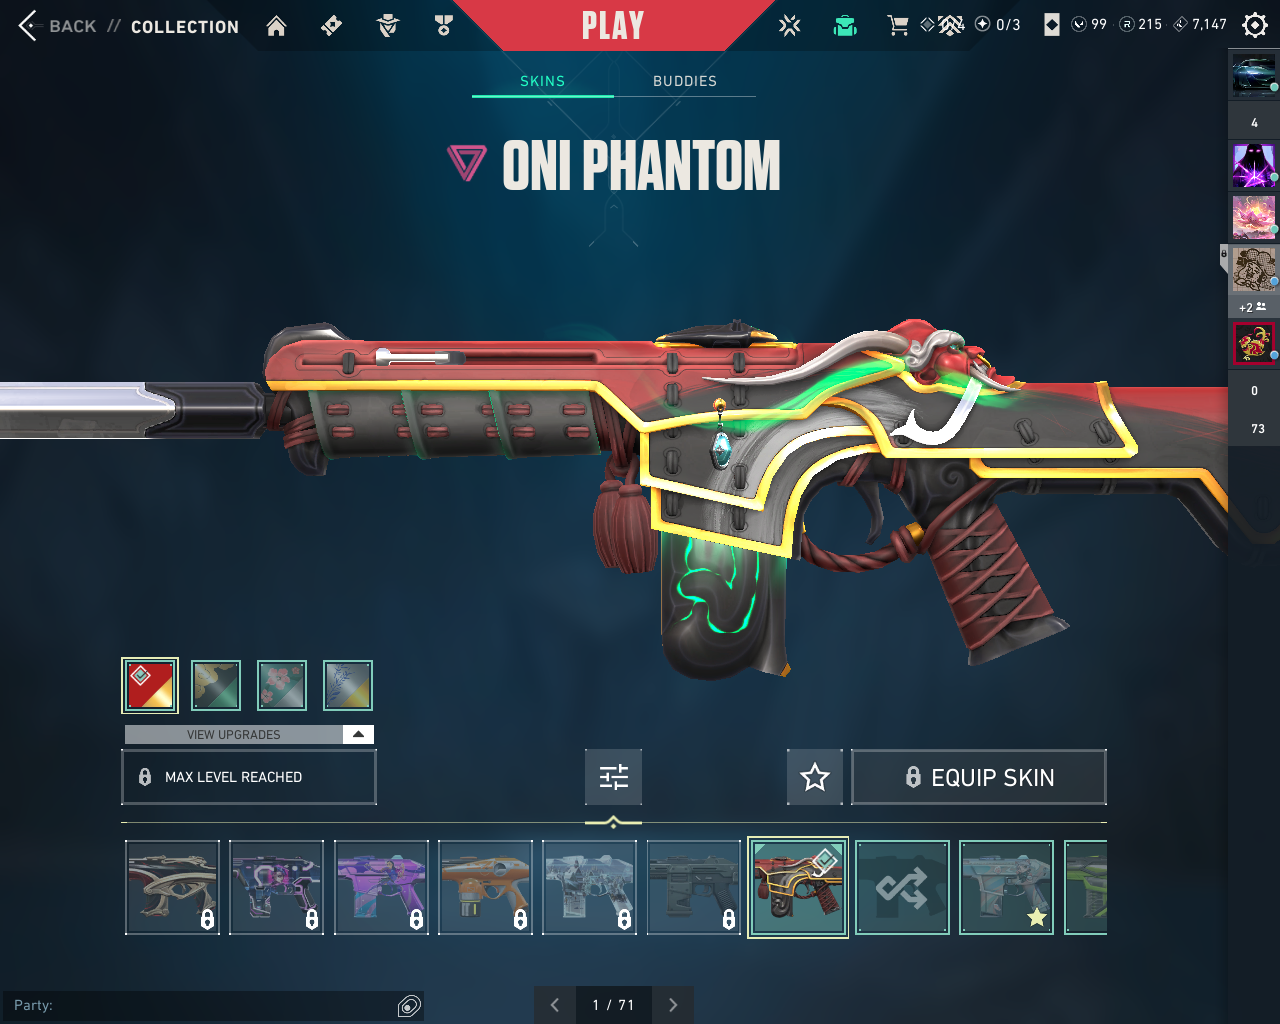 BACK // COLLECTION
PLAY
0/3
99
215
7,147
SKINS
BUDDIES
ONI PHANTOM
4
+2
0
73
VIEW UPGRADES
MAX LEVEL REACHED
EQUIP SKIN
Party:
1 / 71